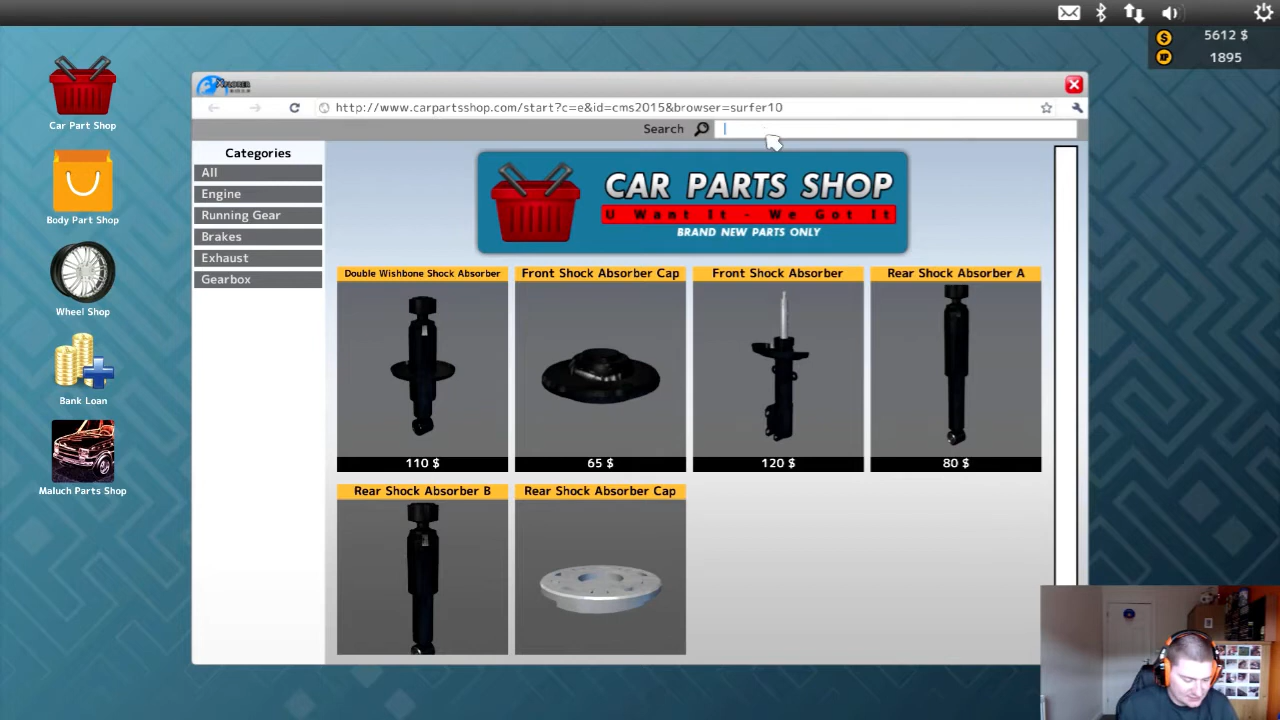 5612 $
1895
Car Part Shop
Body Part Shop
Wheel Shop
Bank Loan
Maluch Parts Shop
http://www.carpartsshop.com/start?c=e&id=cms2015&browser=surfer10
Search
Categories
All
Engine
Running Gear
Brakes
Exhaust
Gearbox
CAR PARTS SHOP
U Want It - We Got It
BRAND NEW PARTS ONLY
Double Wishbone Shock Absorber
Front Shock Absorber Cap
Front Shock Absorber
Rear Shock Absorber A
110 $
65 $
120 $
80 $
Rear Shock Absorber B
Rear Shock Absorber Cap